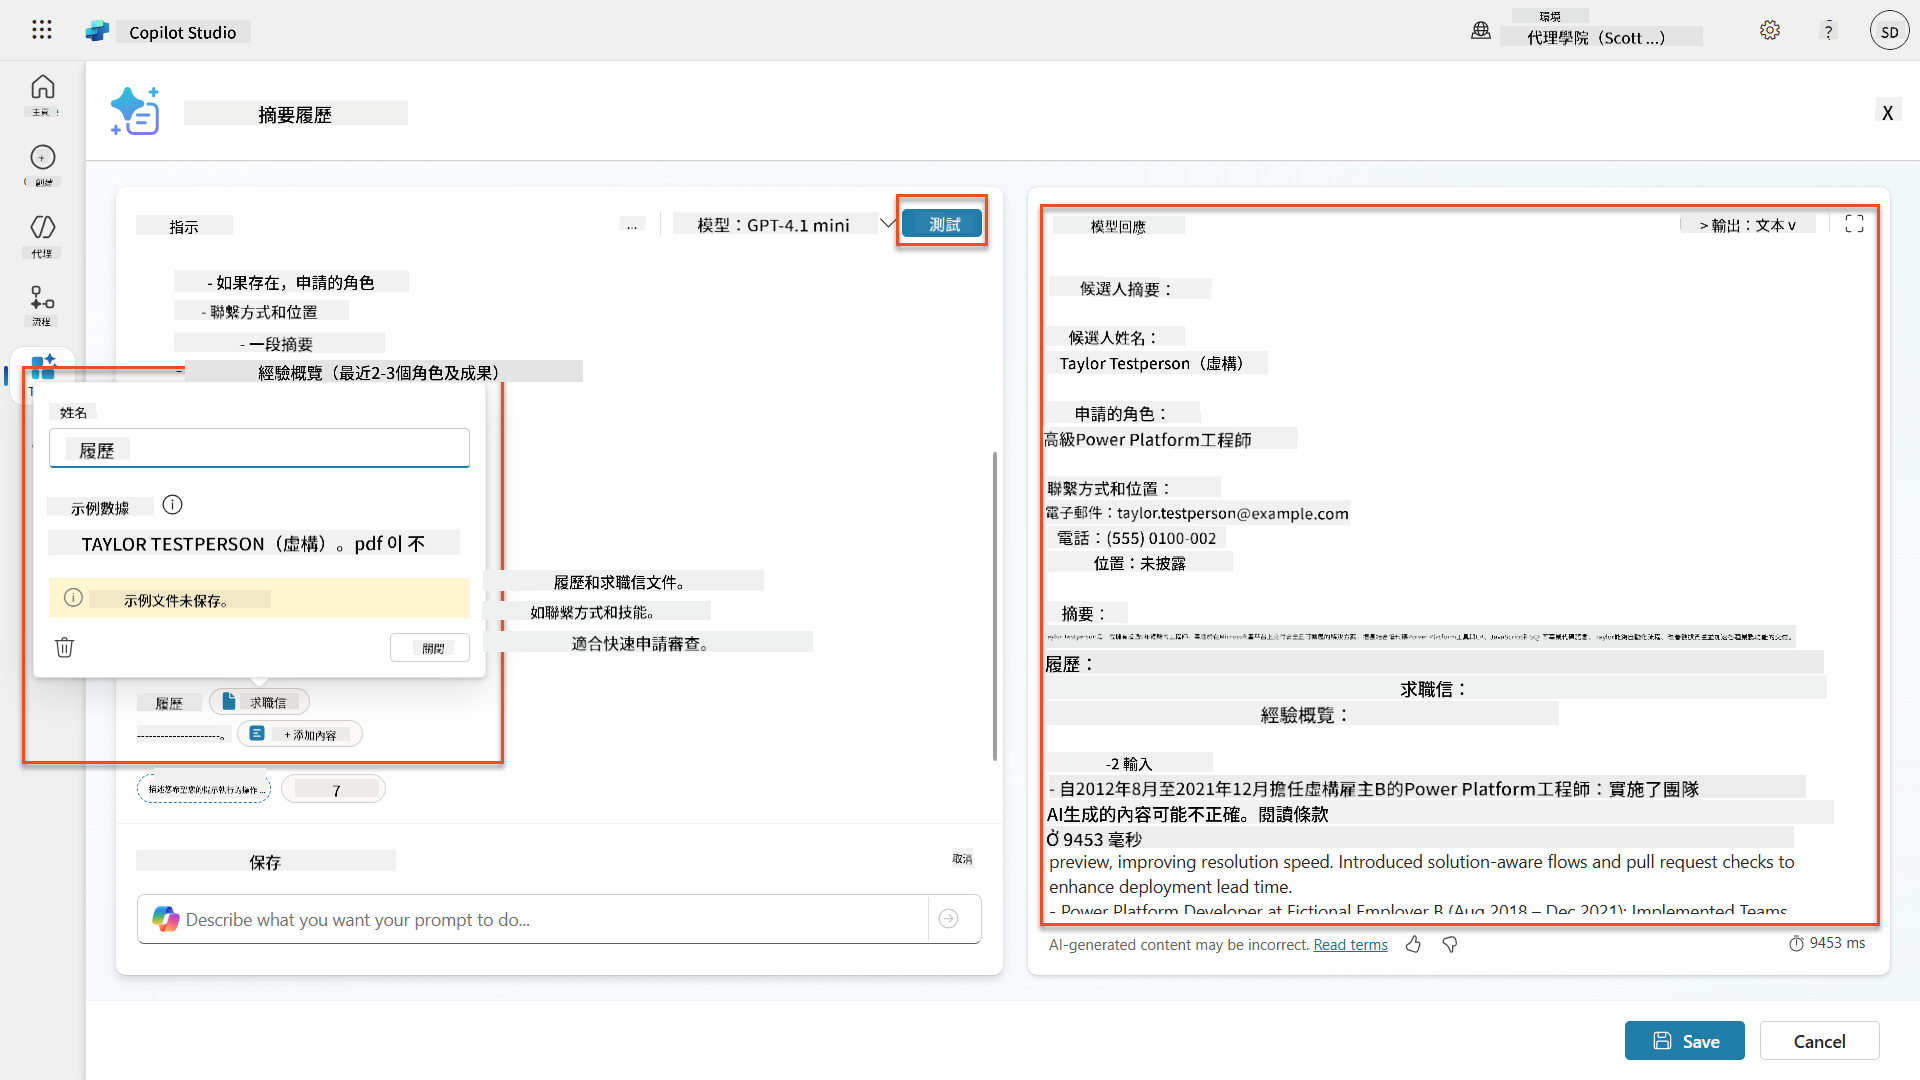 Copilot Studio
環境
代理學院（Scott ...）
?
SD
主頁
創建
代理
流程
摘要履歷
X
指示
...
模型：GPT-4.1 mini
測試
- 如果存在，申請的角色
- 聯繫方式和位置
- 一段摘要
- 經驗概覽（最近2-3個角色及成果）
姓名
履歷
示例數據
TAYLOR TESTPERSON（虛構）。pdf 이 不
示例文件未保存。
關閉
履歷和求職信文件。
如聯繫方式和技能。
適合快速申請審查。
履歷
求職信
---------------------。
+ 添加內容
描述您希望您的提示執行的操作...
7
保存
取消
Describe what you want your prompt to do...
模型回應
> 輸出：文本 v
候選人摘要：
候選人姓名：
Taylor Testperson（虛構）
申請的角色：
高級Power Platform工程師
聯繫方式和位置：
電子郵件：taylor.testperson@example.com
電話：(555) 0100-002
位置：未披露
摘要：
履歷：
求職信：
經驗概覽：
-2 輸入
- 自2012年8月至2021年12月擔任虛構雇主B的Power Platform工程師：實施了團隊
AI生成的內容可能不正確。閱讀條款
Ở 9453 毫秒
preview, improving resolution speed. Introduced solution-aware flows and pull request checks to
enhance deployment lead time.
- Power Platform Developer at Fictional Employer B (Aug 2018 – Dec 2021): Implemented Teams
AI-generated content may be incorrect. Read terms
9453 ms
Save
Cancel